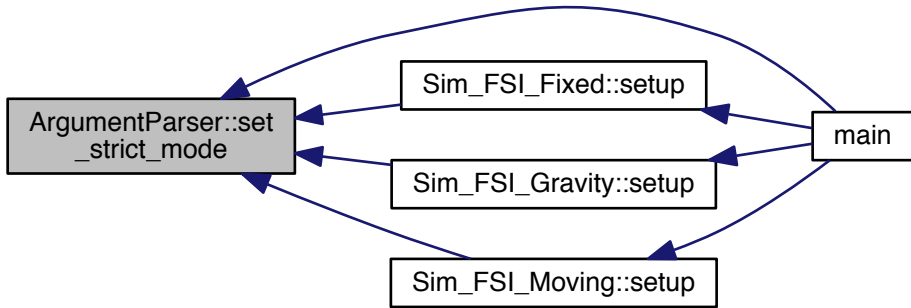 Sim_FSI_Fixed::setup
ArgumentParser::set
_strict_mode
main
Sim_FSI_Gravity::setup
Sim_FSI_Moving::setup